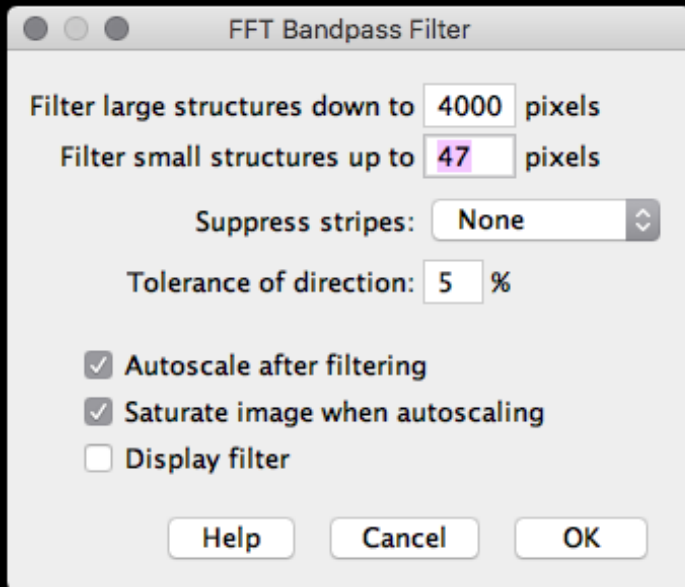 FFT Bandpass Filter
Filter large structures down to 4000 pixels
Filter small structures up to 47 pixels
Suppress stripes: None
Tolerance of direction: 5 %
Autoscale after filtering
Saturate image when autoscaling
Display filter
Help Cancel OK